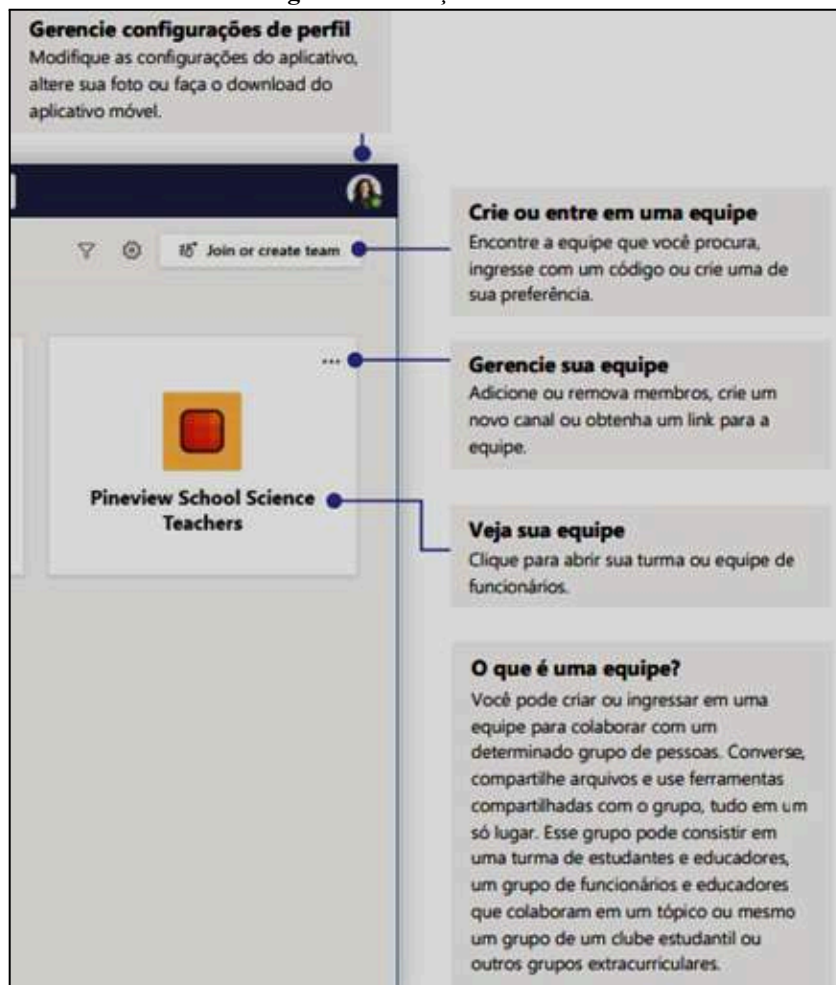 Gerencie configurações de perfil
Modifique as configurações do aplicativo,
altere sua foto ou faça o download do
aplicativo móvel.
Join or create team
Crie ou entre em uma equipe
Encontre a equipe que você procura,
ingresse com um código ou crie uma de
sua preferência.
Gerencie sua equipe
Adicione ou remova membros, crie um
novo canal ou obtenha um link para a
equipe.
Pineview School Science
Teachers
Veja sua equipe
Clique para abrir sua turma ou equipe de
funcionários.
O que é uma equipe?
Você pode criar ou ingressar em uma
equipe para colaborar com um
determinado grupo de pessoas. Converse,
compartilhe arquivos e use ferramentas
compartilhadas com o grupo, tudo em um
só lugar. Esse grupo pode consistir em
uma turma de estudantes e educadores,
um grupo de funcionários e educadores
que colaboram em um tópico ou mesmo
um grupo de um clube estudantil ou
outros grupos extracurriculares.